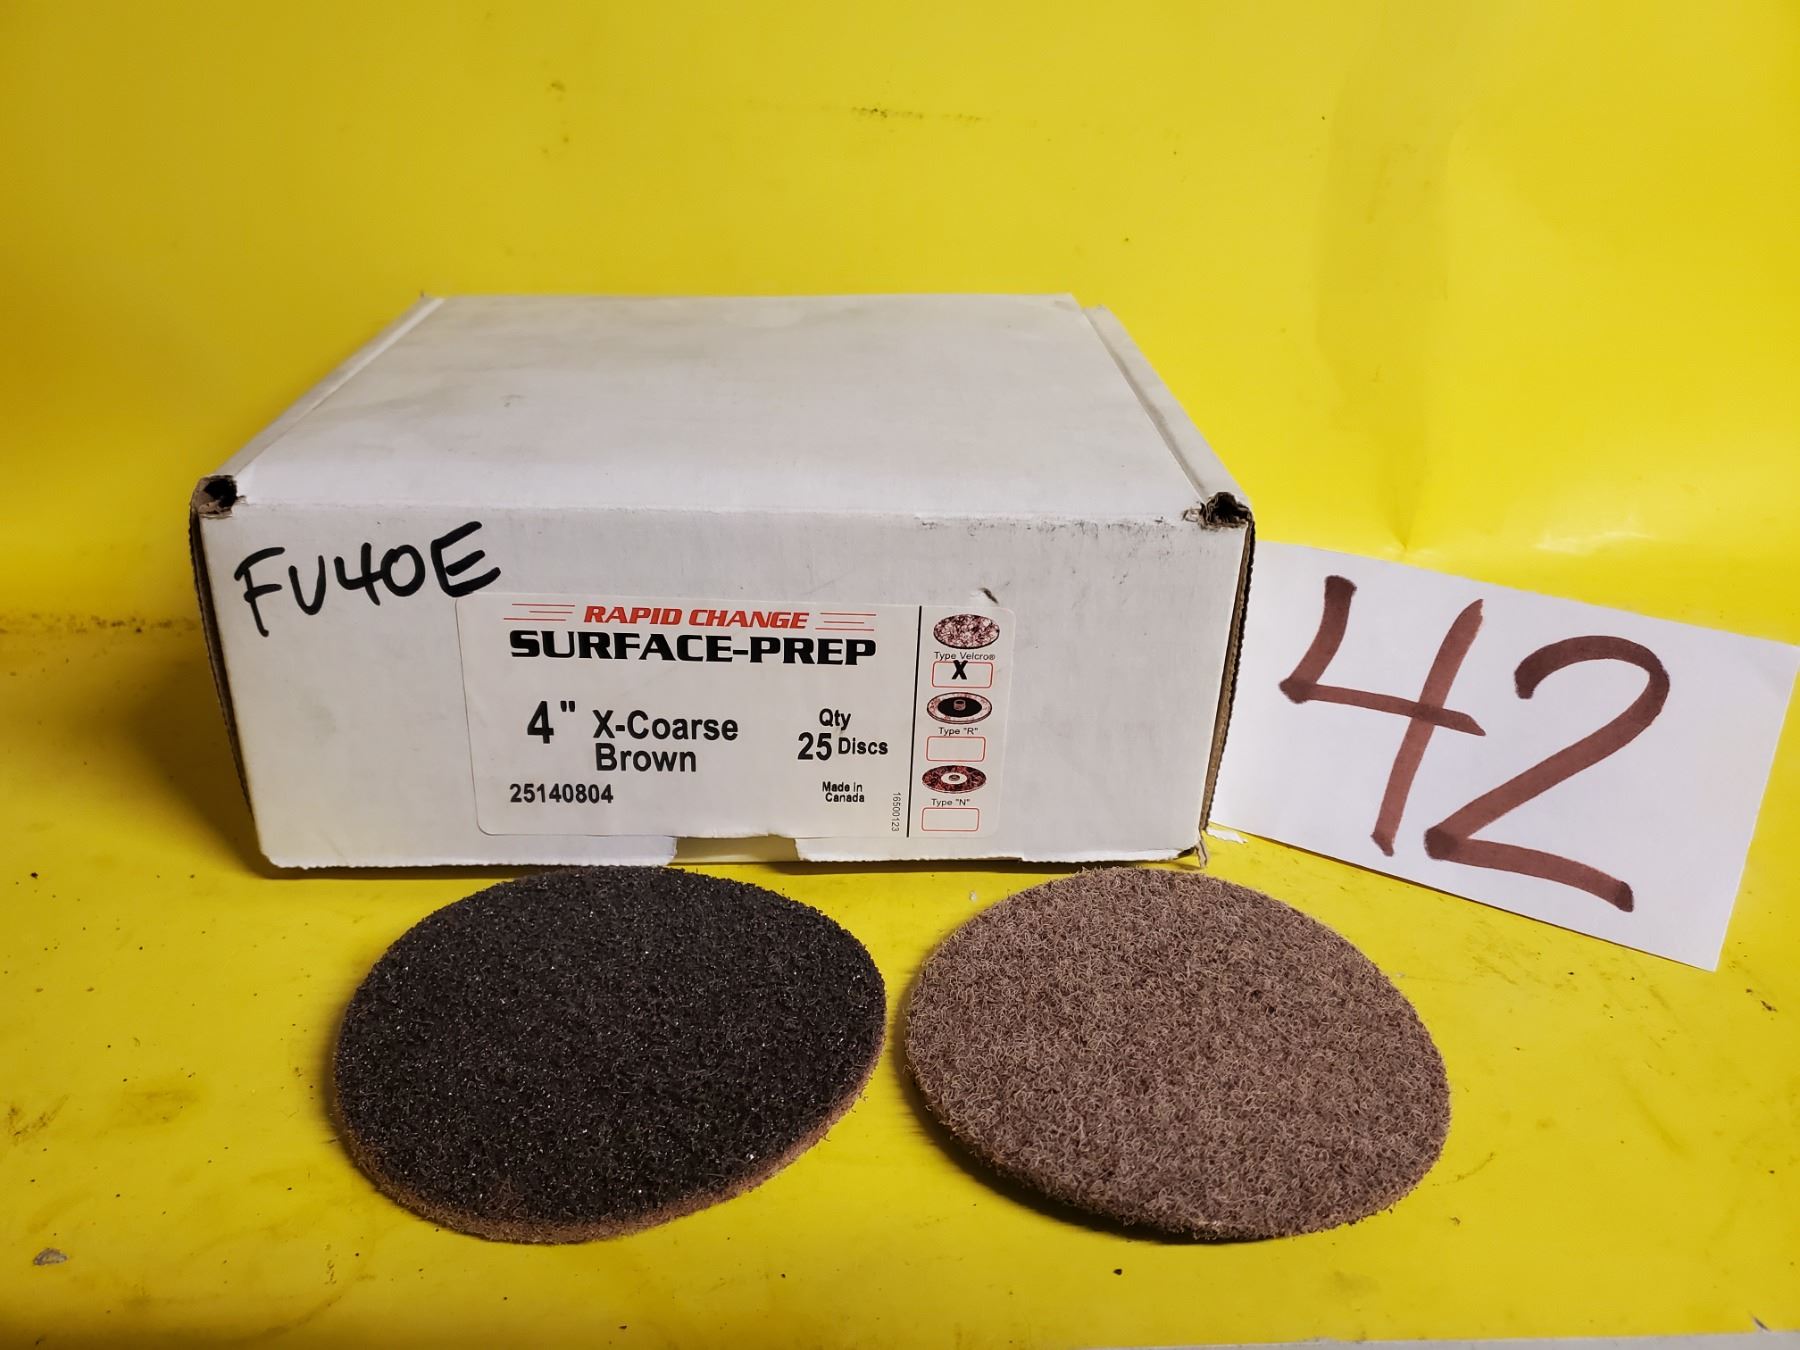 FU40E
RAPID CHANGE
SURFACE-PREP
4" X-Coarse
Brown
Qty
25 Discs
25140804
Made in
Canada
16500123
Type Velcro®
X
Type "R"
Type "N"
42